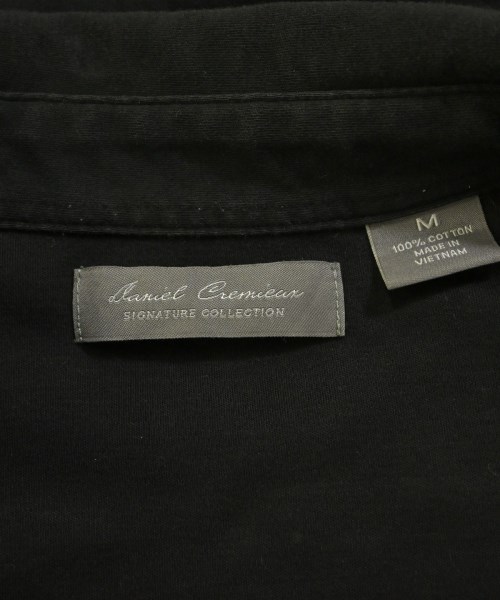 M
100% COTTON
MADE IN
VIETNAM
Daniel Cremieux
SIGNATURE COLLECTION